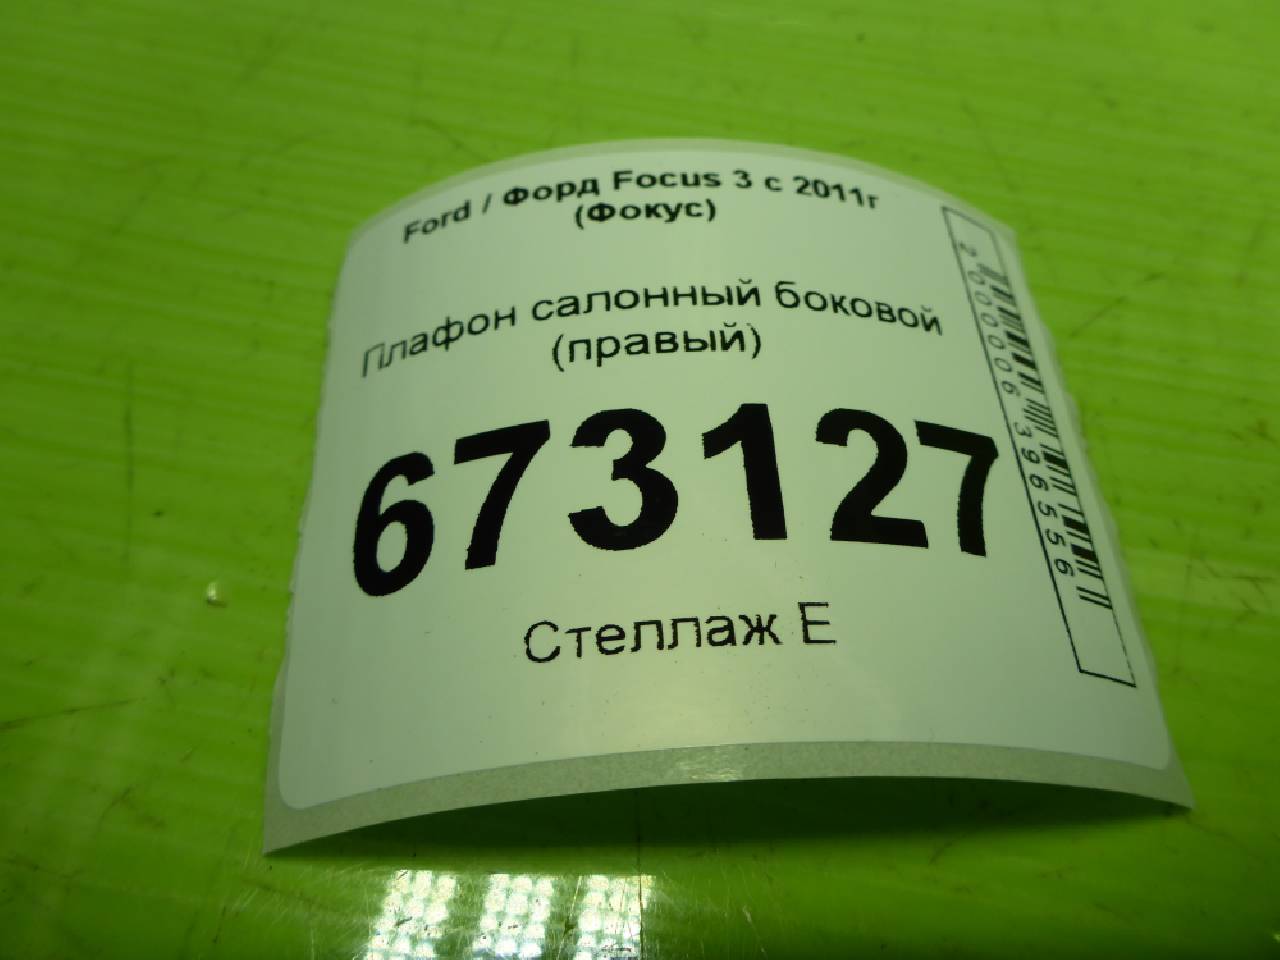 Ford / Форд Focus 3 с 2011г
(Фокус)
Плафон салонный боковой
(правый)
673127
Стеллаж Е
2000006396556